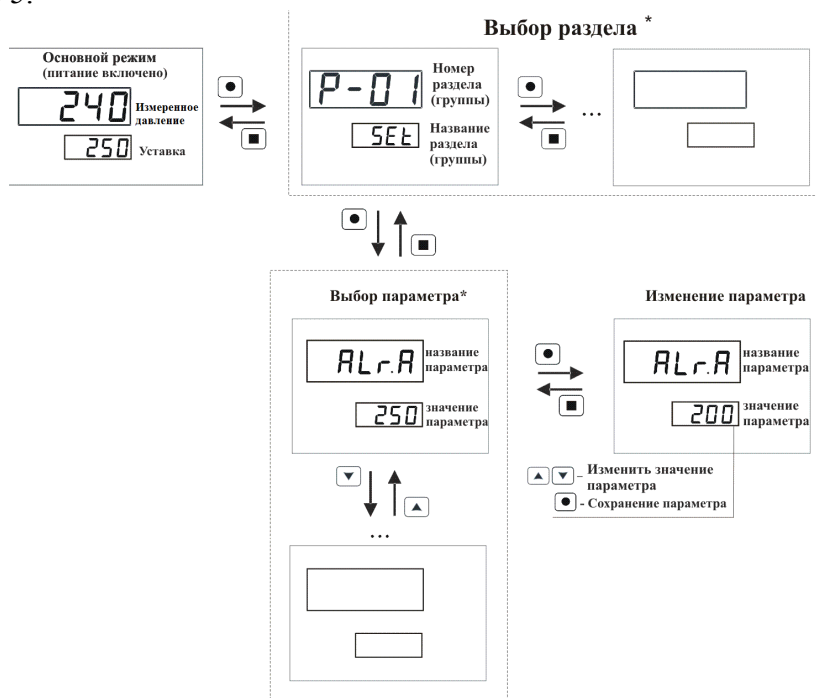 Выбор раздела *
Основной режим
(питание включено)
240
Измеренное
давление
250
Уставка
P-01
Номер
раздела
(группы)
SEt
Название
раздела
(группы)
...
Выбор параметра*
ALr.A
название
параметра
250
значение
параметра
...
Изменение параметра
ALr.A
название
параметра
200
значение
параметра
– Изменить значение
параметра
- Сохранение параметра